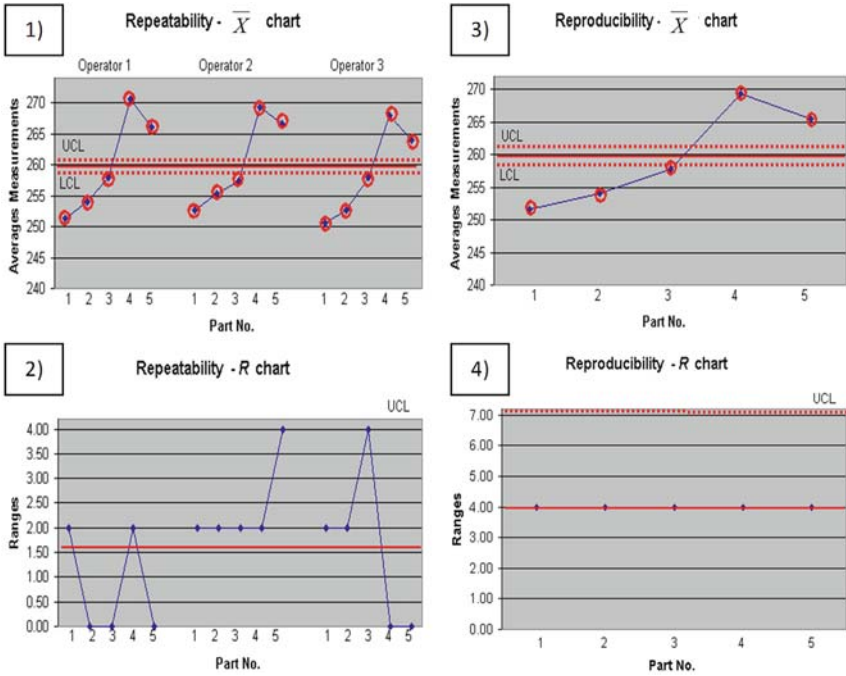 1)
Repeatability - X chart
Operator 1 Operator 2 Operator 3
Averages Measurements
270
265
260
255
250
245
240
UCL
LCL
1 2 3 4 5 1 2 3 4 5 1 2 3 4 5
Part No.
3)
Reproducibility - X chart
Averages Measurements
270
265
260
255
250
245
240
UCL
LCL
1 2 3 4 5
Part No.
2)
Repeatability - R chart
UCL
Ranges
4.00
3.50
3.00
2.50
2.00
1.50
1.00
0.50
0.00
1 2 3 4 5 1 2 3 4 5 1 2 3 4 5
Part No.
4)
Reproducibility - R chart
UCL
Ranges
7.00
6.00
5.00
4.00
3.00
2.00
1.00
0.00
1 2 3 4 5
Part No.